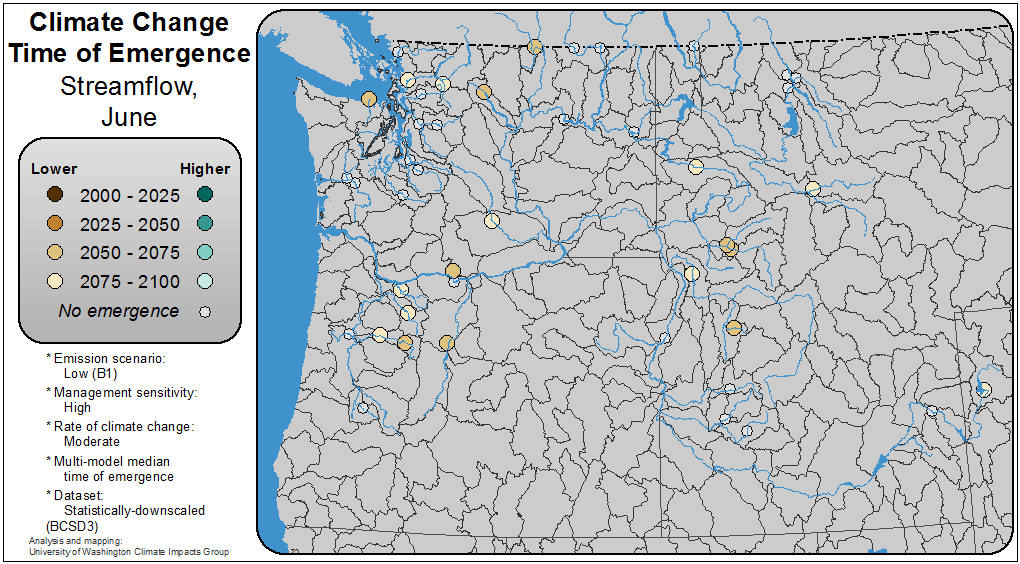 Climate Change
Time of Emergence
Streamflow,
June
Lower Higher
2000 - 2025
2025 - 2050
2050 - 2075
2075 - 2100
No emergence
* Emission scenario:
Low (B1)
* Management sensitivity:
High
* Rate of climate change:
Moderate
* Multi-model median
time of emergence
* Dataset:
Statistically-downscaled
(BCSD3)
Analysis and mapping:
University of Washington Climate Impacts Group